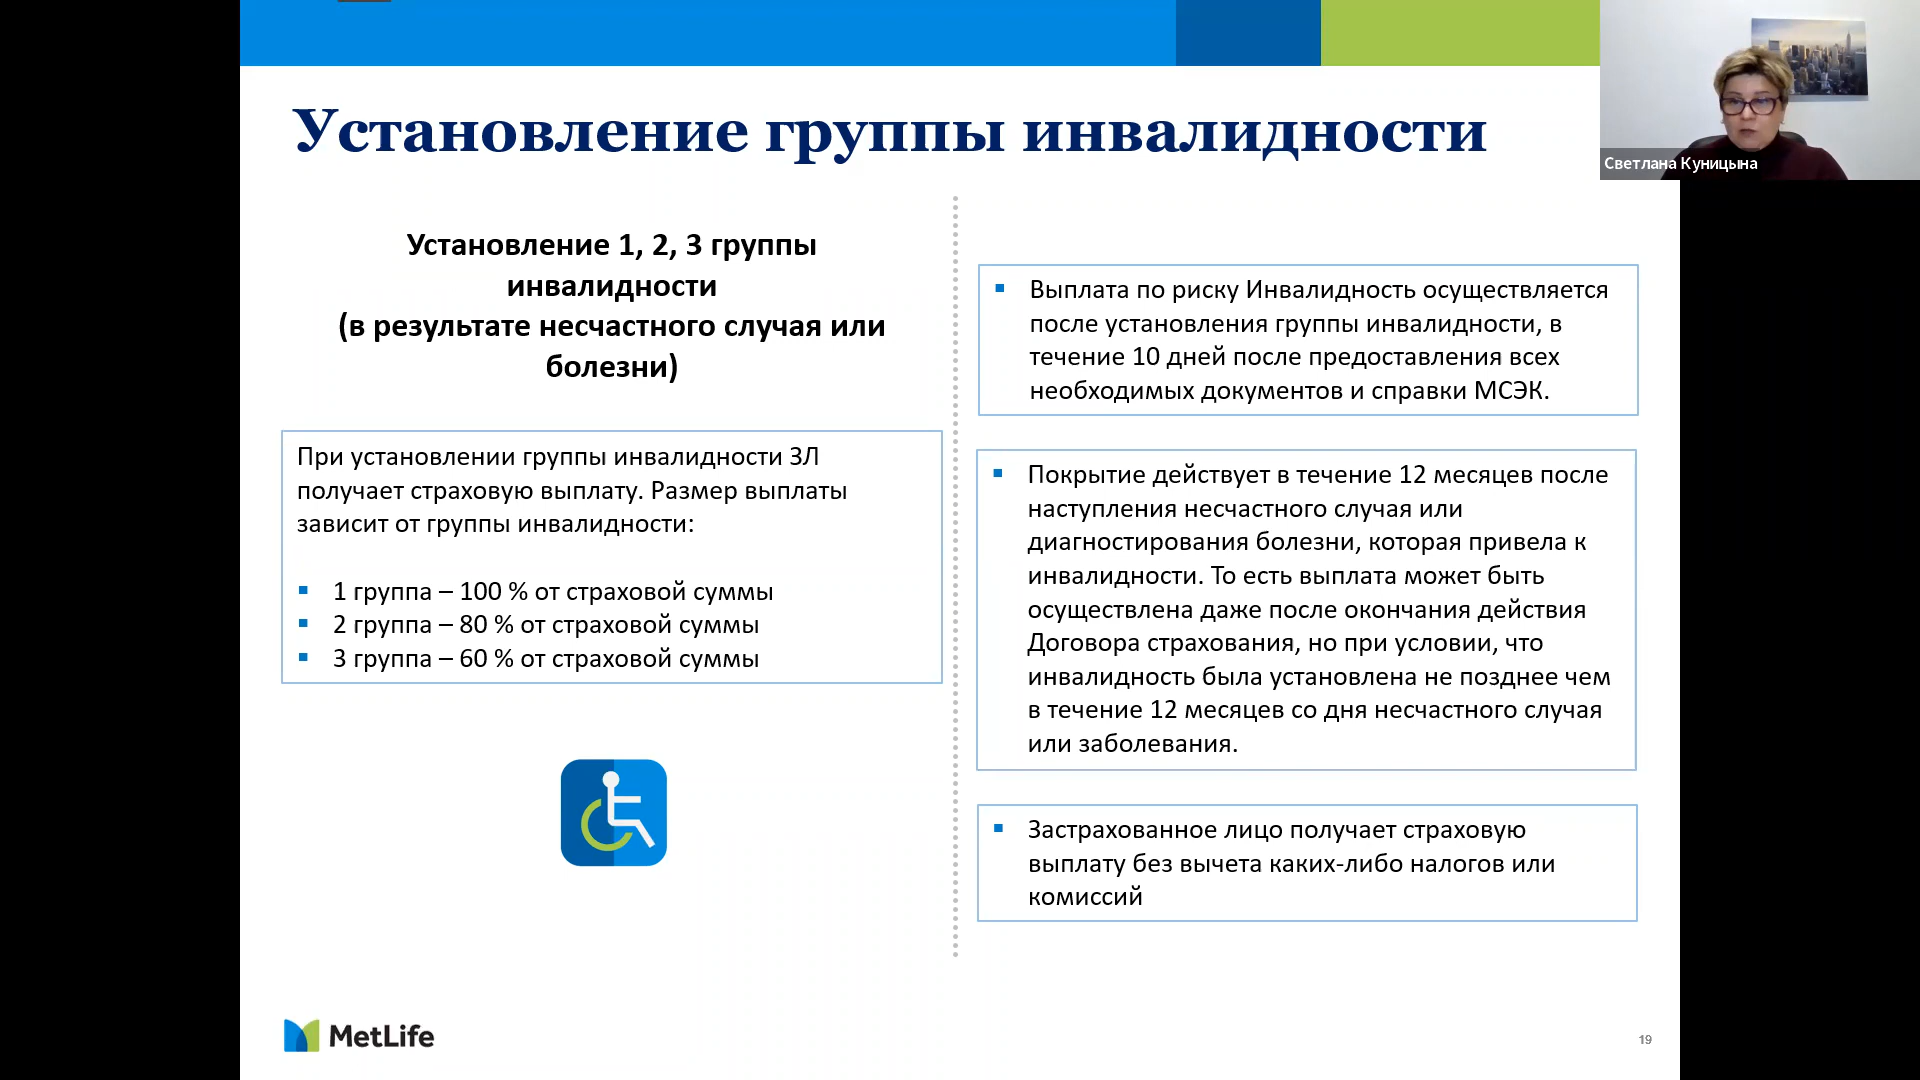 Установление группы инвалидности
Светлана Куницына
Установление 1, 2, 3 группы
инвалидности
(в результате несчастного случая или
болезни)
При установлении группы инвалидности ЗЛ
получает страховую выплату. Размер выплаты
зависит от группы инвалидности:
▪ 1 группа – 100 % от страховой суммы
▪ 2 группа – 80 % от страховой суммы
▪ 3 группа – 60 % от страховой суммы
▪ Выплата по риску Инвалидность осуществляется
после установления группы инвалидности, в
течение 10 дней после предоставления всех
необходимых документов и справки МСЭК.
▪ Покрытие действует в течение 12 месяцев после
наступления несчастного случая или
диагностирования болезни, которая привела к
инвалидности. То есть выплата может быть
осуществлена даже после окончания действия
Договора страхования, но при условии, что
инвалидность была установлена не позднее чем
в течение 12 месяцев со дня несчастного случая
или заболевания.
▪ Застрахованное лицо получает страховую
выплату без вычета каких-либо налогов или
комиссий
MetLife
19